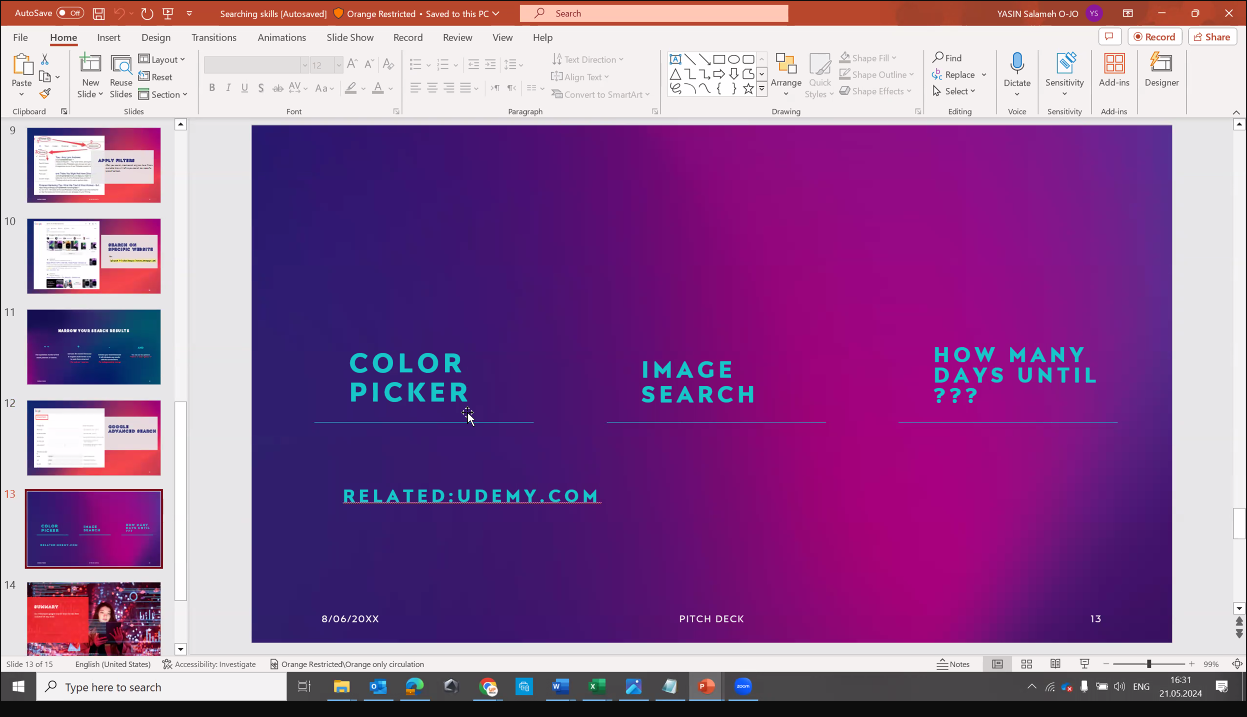 AutoSave Off Searching skills [Autosaved] Orange Restricted • Saved to this PC Search YASIN Salameh O-JO YS
File Home Insert Design Transitions Animations Slide Show Record Review View Help Record Share
Paste New Slide Reuse Slides Layout Reset Section 12 B I U S ab AV Aa A Text Direction Align Text Convert to SmartArt Arrange Quick Styles Shape Fill Shape Outline Shape Effects Find Replace Select Dictate Sensitivity Add-ins Designer
Clipboard Slides Font Paragraph Drawing Editing Voice Sensitivity Add-ins
9
APPLY FILTERS
10
SEARCH ON
SPECIFIC WEBSITE
11
NARROW YOUR SEARCH RESULTS
12
GOOGLE
ADVANCED SEARCH
13
COLOR
PICKER
IMAGE
SEARCH
HOW MANY
DAYS UNTIL
???
RELATED:UDEMY.COM
14
SUMMARY
COLOR
PICKER
IMAGE
SEARCH
HOW MANY
DAYS UNTIL
???
RELATED:UDEMY.COM
8/06/20XX PITCH DECK 13
Slide 13 of 15 English (United States) Accessibility: Investigate Orange Restricted\Orange only circulation Notes 99%
Type here to search zoom ENG 16:31
21.05.2024